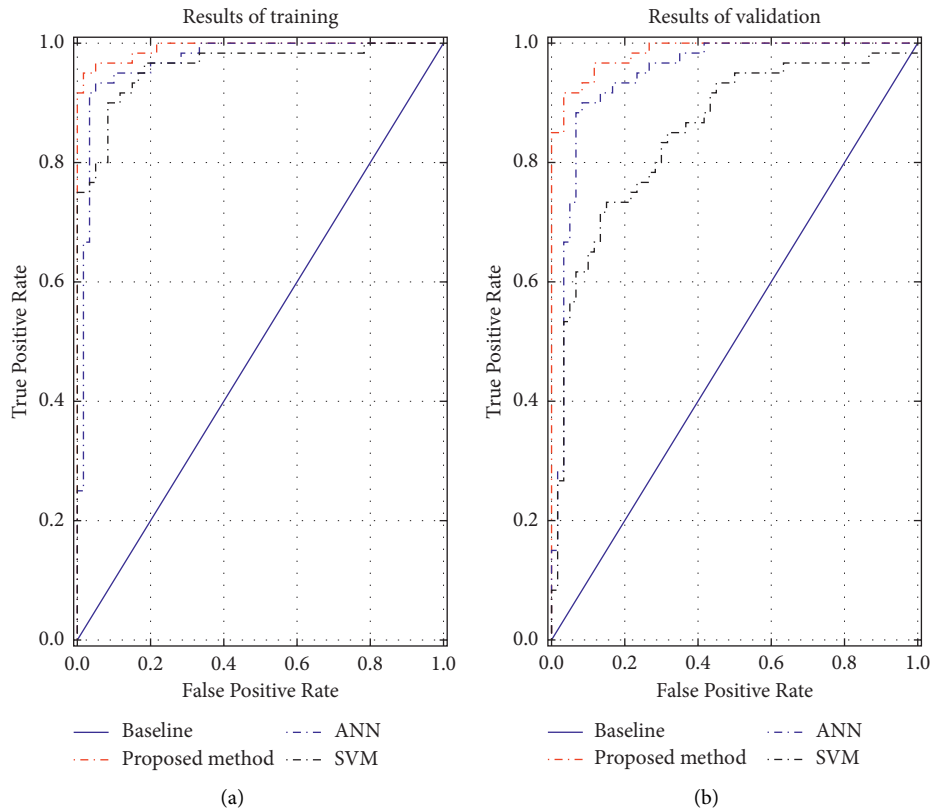 Results of training
1.0
0.8
0.6
0.4
0.2
0.0
True Positive Rate
0.0 0.2 0.4 0.6 0.8 1.0
False Positive Rate
Baseline
ANN
Proposed method
SVM
(a)
Results of validation
1.0
0.8
0.6
0.4
0.2
0.0
True Positive Rate
0.0 0.2 0.4 0.6 0.8 1.0
False Positive Rate
Baseline
ANN
Proposed method
SVM
(b)